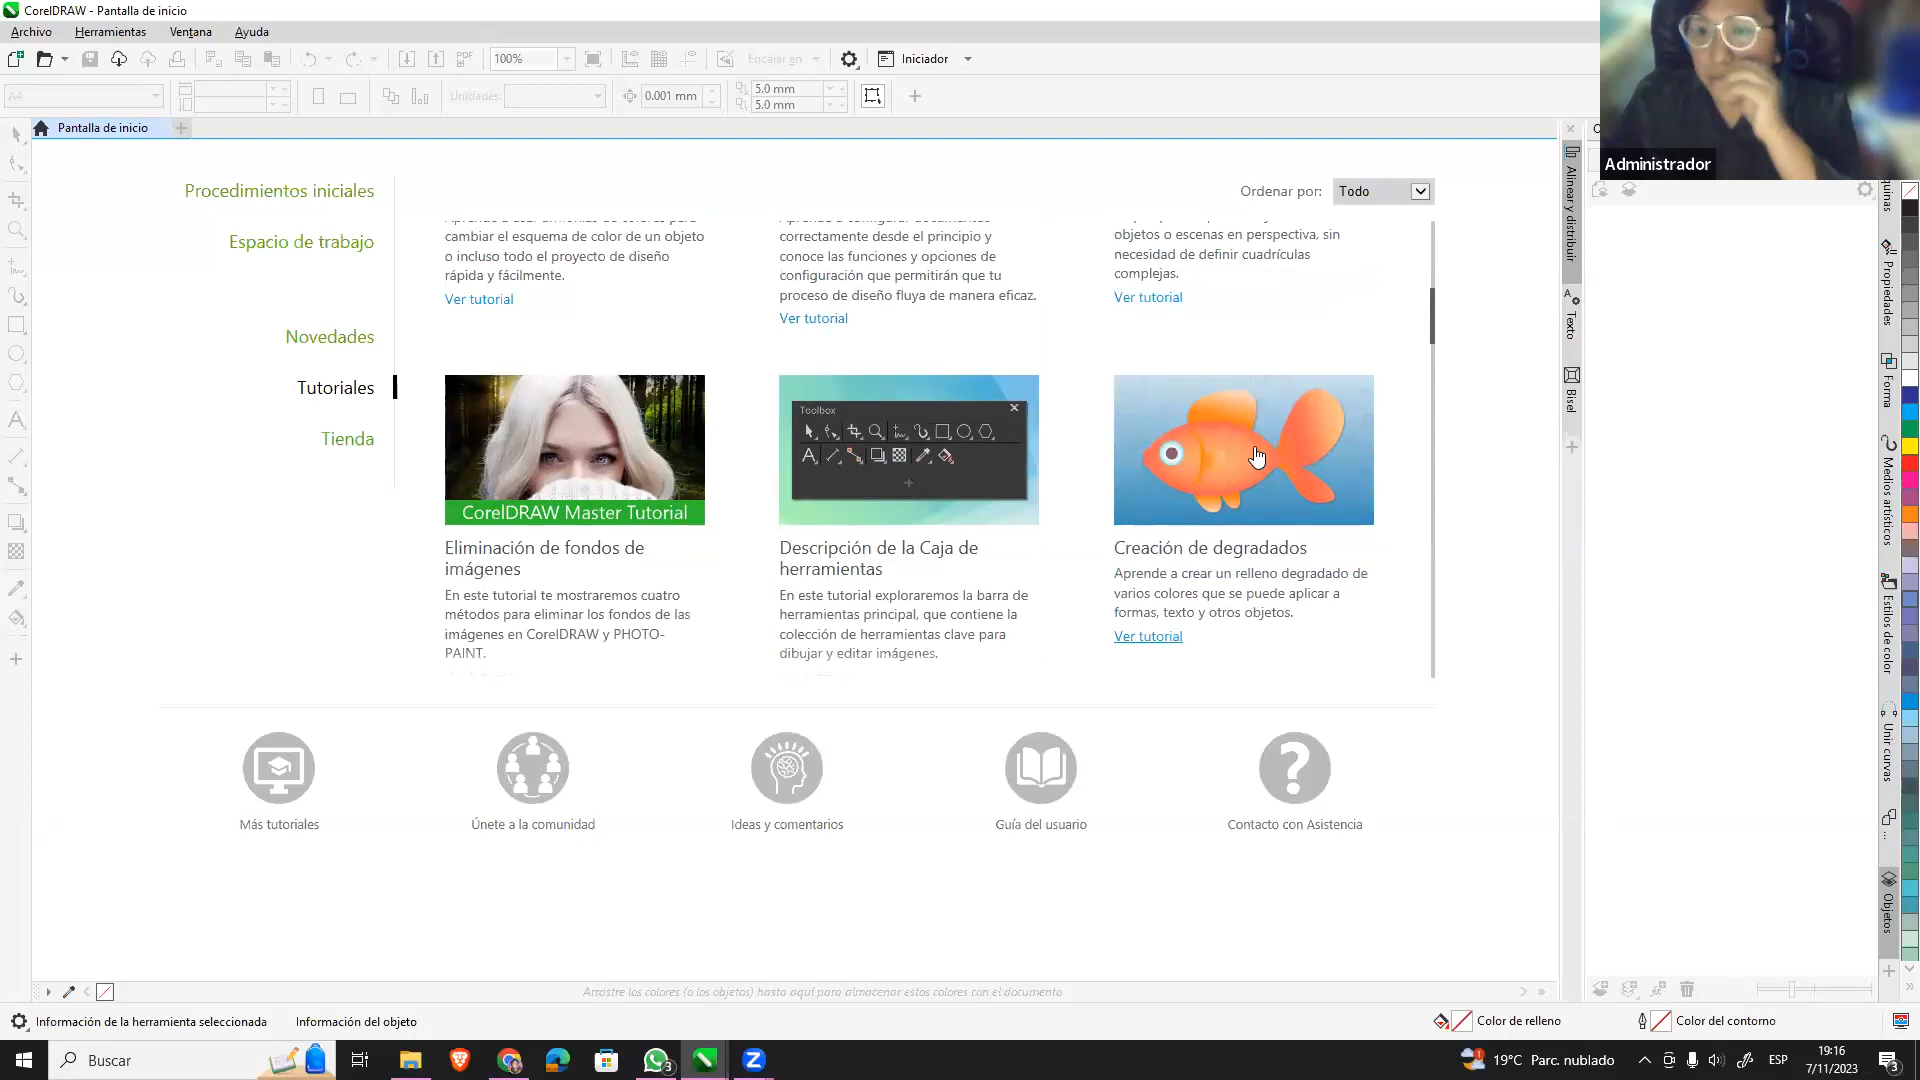 CorelDRAW - Pantalla de inicio
Archivo
Herramientas
Ventana
Ayuda
PDF
100%
Encajar en
Iniciador
A4
Unidades:
0.001 mm
5.0 mm
5.0 mm
Pantalla de inicio
Administrador
Procedimientos iniciales
Espacio de trabajo
Novedades
Tutoriales
Tienda
Ordenar por:
Todo
cambiar el esquema de color de un objeto
o incluso todo el proyecto de diseño
rápida y fácilmente.
Ver tutorial
correctamente desde el principio y
conoce las funciones y opciones de
configuración que permitirán que tu
proceso de diseño fluya de manera eficaz.
Ver tutorial
objetos o escenas en perspectiva, sin
necesidad de definir cuadrículas
complejas.
Ver tutorial
CorelDRAW Master Tutorial
Eliminación de fondos de
imágenes
En este tutorial te mostraremos cuatro
métodos para eliminar los fondos de las
imágenes en CorelDRAW y PHOTO-
PAINT.
Toolbox
Descripción de la Caja de
herramientas
En este tutorial exploraremos la barra de
herramientas principal, que contiene la
colección de herramientas clave para
dibujar y editar imágenes.
Creación de degradados
Aprende a crear un relleno degradado de
varios colores que se puede aplicar a
formas, texto y otros objetos.
Ver tutorial
Más tutoriales
Únete a la comunidad
Ideas y comentarios
Guía del usuario
Contacto con Asistencia
Alinear y distribuir
Texto
Bisel
Propiedades
Forma
Medios artísticos
Estilos de color
Unir curvas
...
Objetos
Arrastre los colores (o los objetos) hasta aquí para almacenar estos colores con el documento
Información de la herramienta seleccionada
Información del objeto
Color de relleno
Color del contorno
Buscar
3
19°C Parc. nublado
ESP
19:16
7/11/2023
3